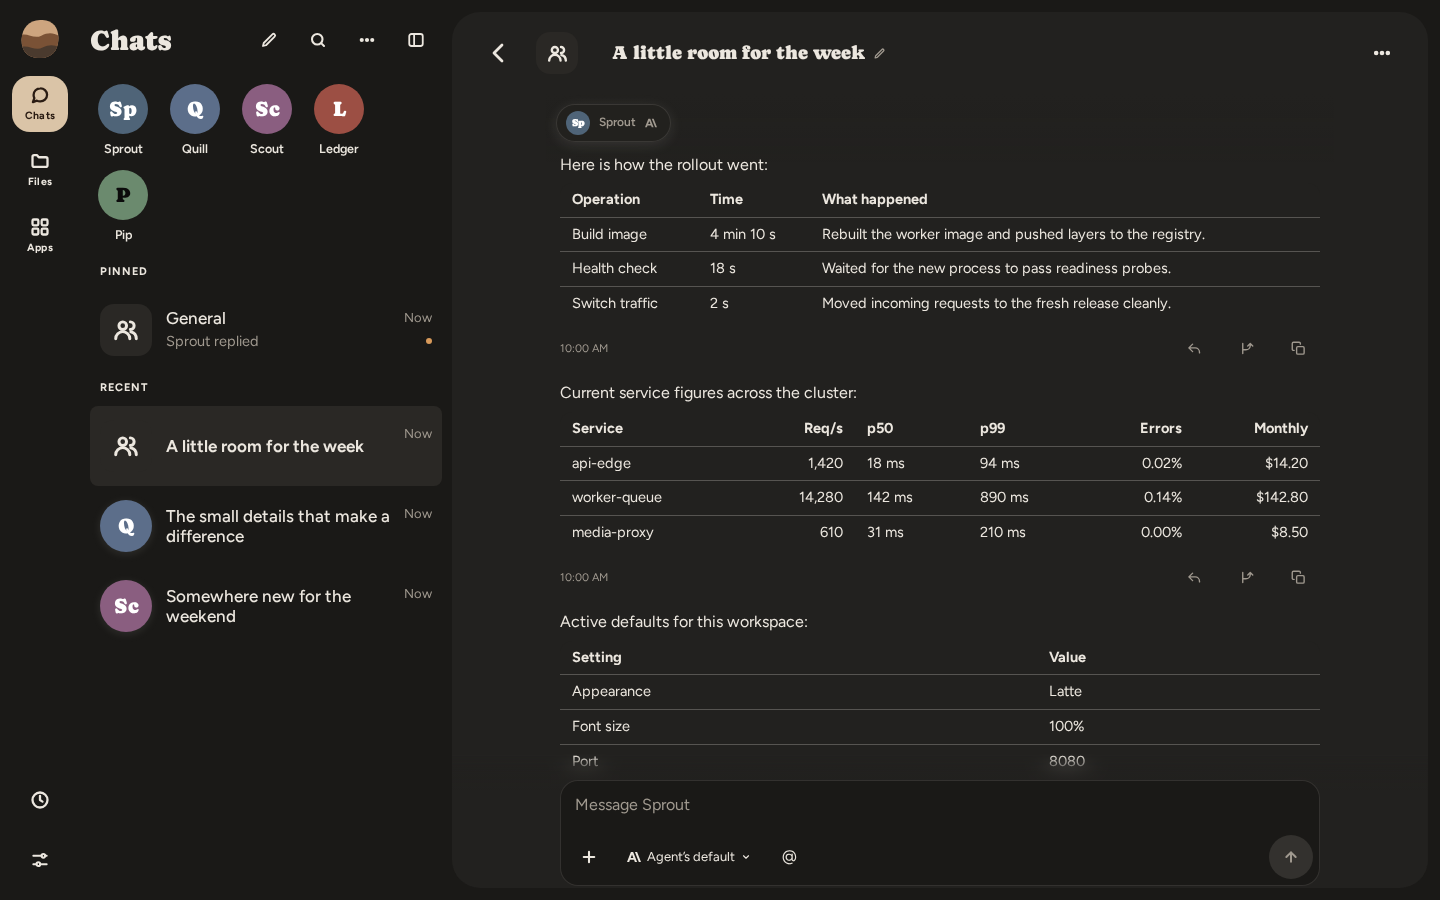 Chats
Chats
Files
Apps
Sp
Q
Sc
L
Sprout
Quill
Scout
Ledger
P
Pip
PINNED
General
Now
Sprout replied
RECENT
A little room for the week
Now
Q
The small details that make a
difference
Now
Sc
Somewhere new for the
weekend
Now
A little room for the week
Sp Sprout
Here is how the rollout went:
Operation Time What happened
Build image 4 min 10 s Rebuilt the worker image and pushed layers to the registry.
Health check 18 s Waited for the new process to pass readiness probes.
Switch traffic 2 s Moved incoming requests to the fresh release cleanly.
10:00 AM
Current service figures across the cluster:
Service Req/s p50 p99 Errors Monthly
api-edge 1,420 18 ms 94 ms 0.02% $14.20
worker-queue 14,280 142 ms 890 ms 0.14% $142.80
media-proxy 610 31 ms 210 ms 0.00% $8.50
10:00 AM
Active defaults for this workspace:
Setting Value
Appearance Latte
Font size 100%
Port 8080
Message Sprout
Agent's default @